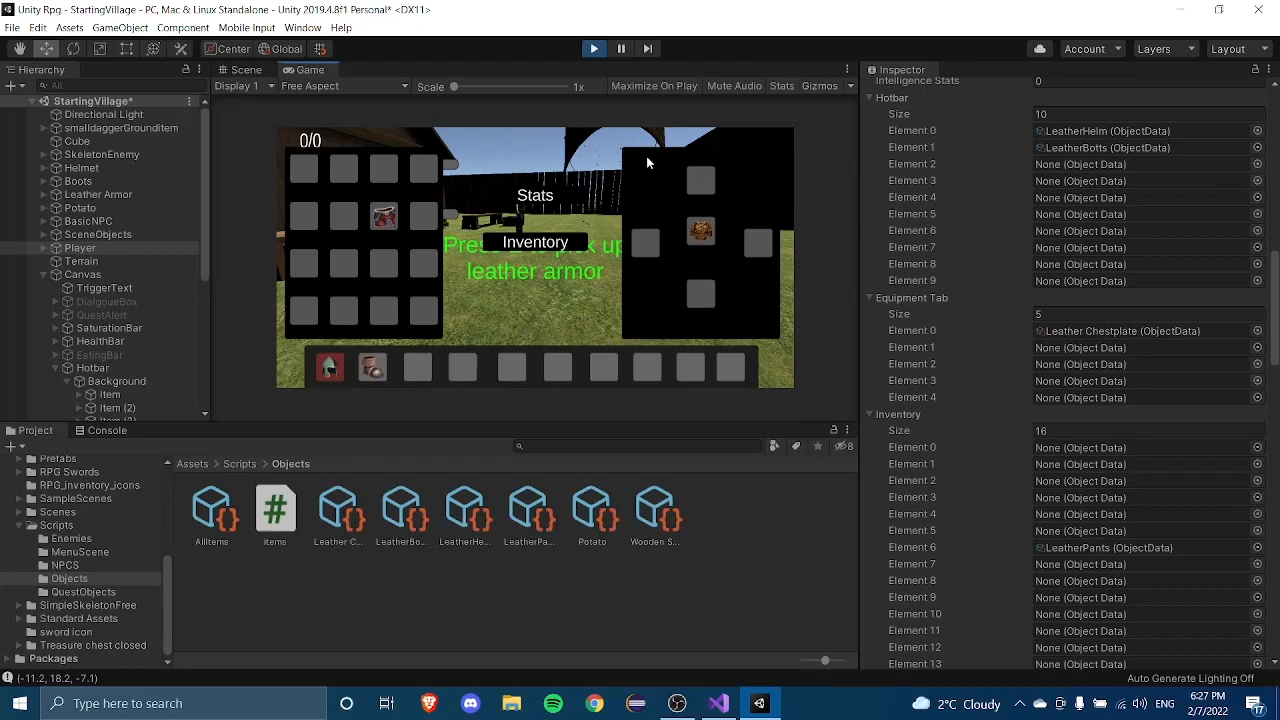 Unity Rpg - StartingVillage - PC, Mac & Linux Standalone - Unity 2019.4.8f1 Personal* <DX11>
File Edit Assets GameObject Component Mobile Input Window Help
Center Global Account Layers Layout
Hierarchy
All
StartingVillage*
Directional Light
smalldaggerGrounditem
Cube
SkeletonEnemy
Helmet
Boots
Leather Armor
Potato
BasicNPC
SceneObjects
Player
Terrain
Canvas
TriggerText
DialgoueBox
QuestAlert
SaturationBar
HealthBar
EatingBar
Hotbar
Background
Item
Item (2)
Scene Game
Display 1 Free Aspect Scale 1x Maximize On Play Mute Audio Stats Gizmos
0/0
Stats
Inventory
leather armor
Inspector
Intelligence Stats 0
Hotbar
Size 10
Element 0 LeatherHelm (ObjectData)
Element 1 LeatherBotts (ObjectData)
Element 2 None (Object Data)
Element 3 None (Object Data)
Element 4 None (Object Data)
Element 5 None (Object Data)
Element 6 None (Object Data)
Element 7 None (Object Data)
Element 8 None (Object Data)
Element 9 None (Object Data)
Equipment Tab
Size 5
Element 0 Leather Chestplate (ObjectData)
Element 1 None (Object Data)
Element 2 None (Object Data)
Element 3 None (Object Data)
Element 4 None (Object Data)
Inventory
Size 16
Element 0 None (Object Data)
Element 1 None (Object Data)
Element 2 None (Object Data)
Element 3 None (Object Data)
Element 4 None (Object Data)
Element 5 None (Object Data)
Element 6 LeatherPants (ObjectData)
Element 7 None (Object Data)
Element 8 None (Object Data)
Element 9 None (Object Data)
Element 10 None (Object Data)
Element 11 None (Object Data)
Element 12 None (Object Data)
Element 13 None (Object Data)
Project Console
8
Prefabs
RPG Swords
RPG_inventory_icons
SampleScenes
Scenes
Scripts
Enemies
MenuScene
NPCS
Objects
QuestObjects
SimpleSkeletonFree
Standard Assets
sword icon
Treasure chest closed
Packages
Assets > Scripts > Objects
AllItems items Leather C... LeatherBo... LeatherHe... LeatherPa... Potato Wooden S...
(-11.2, 18.2, -7.1)
Auto Generate Lighting Off
Type here to search
2°C Cloudy
ENG
6:27 PM
2/7/2022